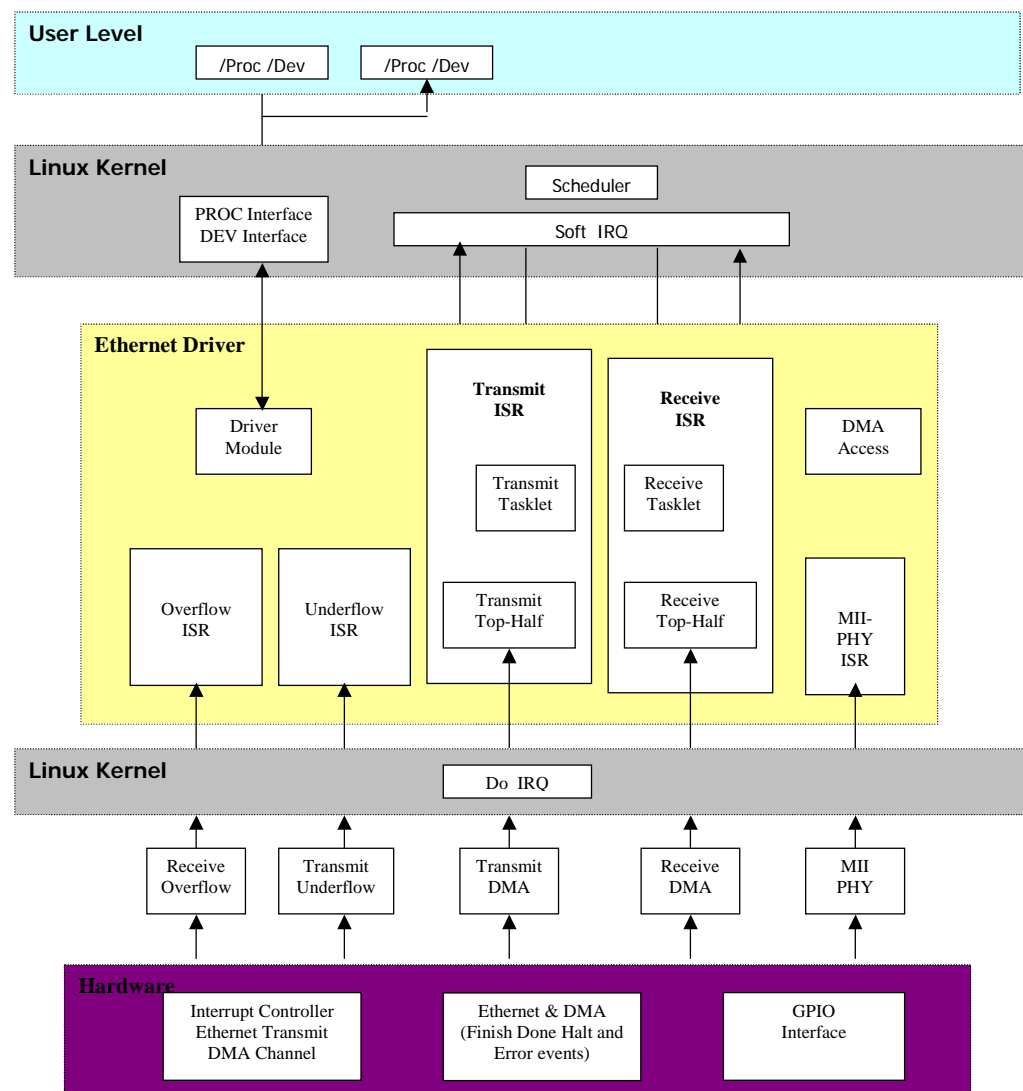 User Level
/Proc /Dev
/Proc /Dev
Linux Kernel
Scheduler
PROC Interface
DEV Interface
Soft IRQ
Ethernet Driver
Transmit
ISR
Receive
ISR
Driver
Module
DMA
Access
Transmit
Tasklet
Receive
Tasklet
Overflow
ISR
Underflow
ISR
Transmit
Top-Half
Receive
Top-Half
MII-
PHY
ISR
Linux Kernel
Do IRQ
Receive
Overflow
Transmit
Underflow
Transmit
DMA
Receive
DMA
MII
PHY
Hardware
Interrupt Controller
Ethernet Transmit
DMA Channel
Ethernet & DMA
(Finish Done Halt and
Error events)
GPIO
Interface